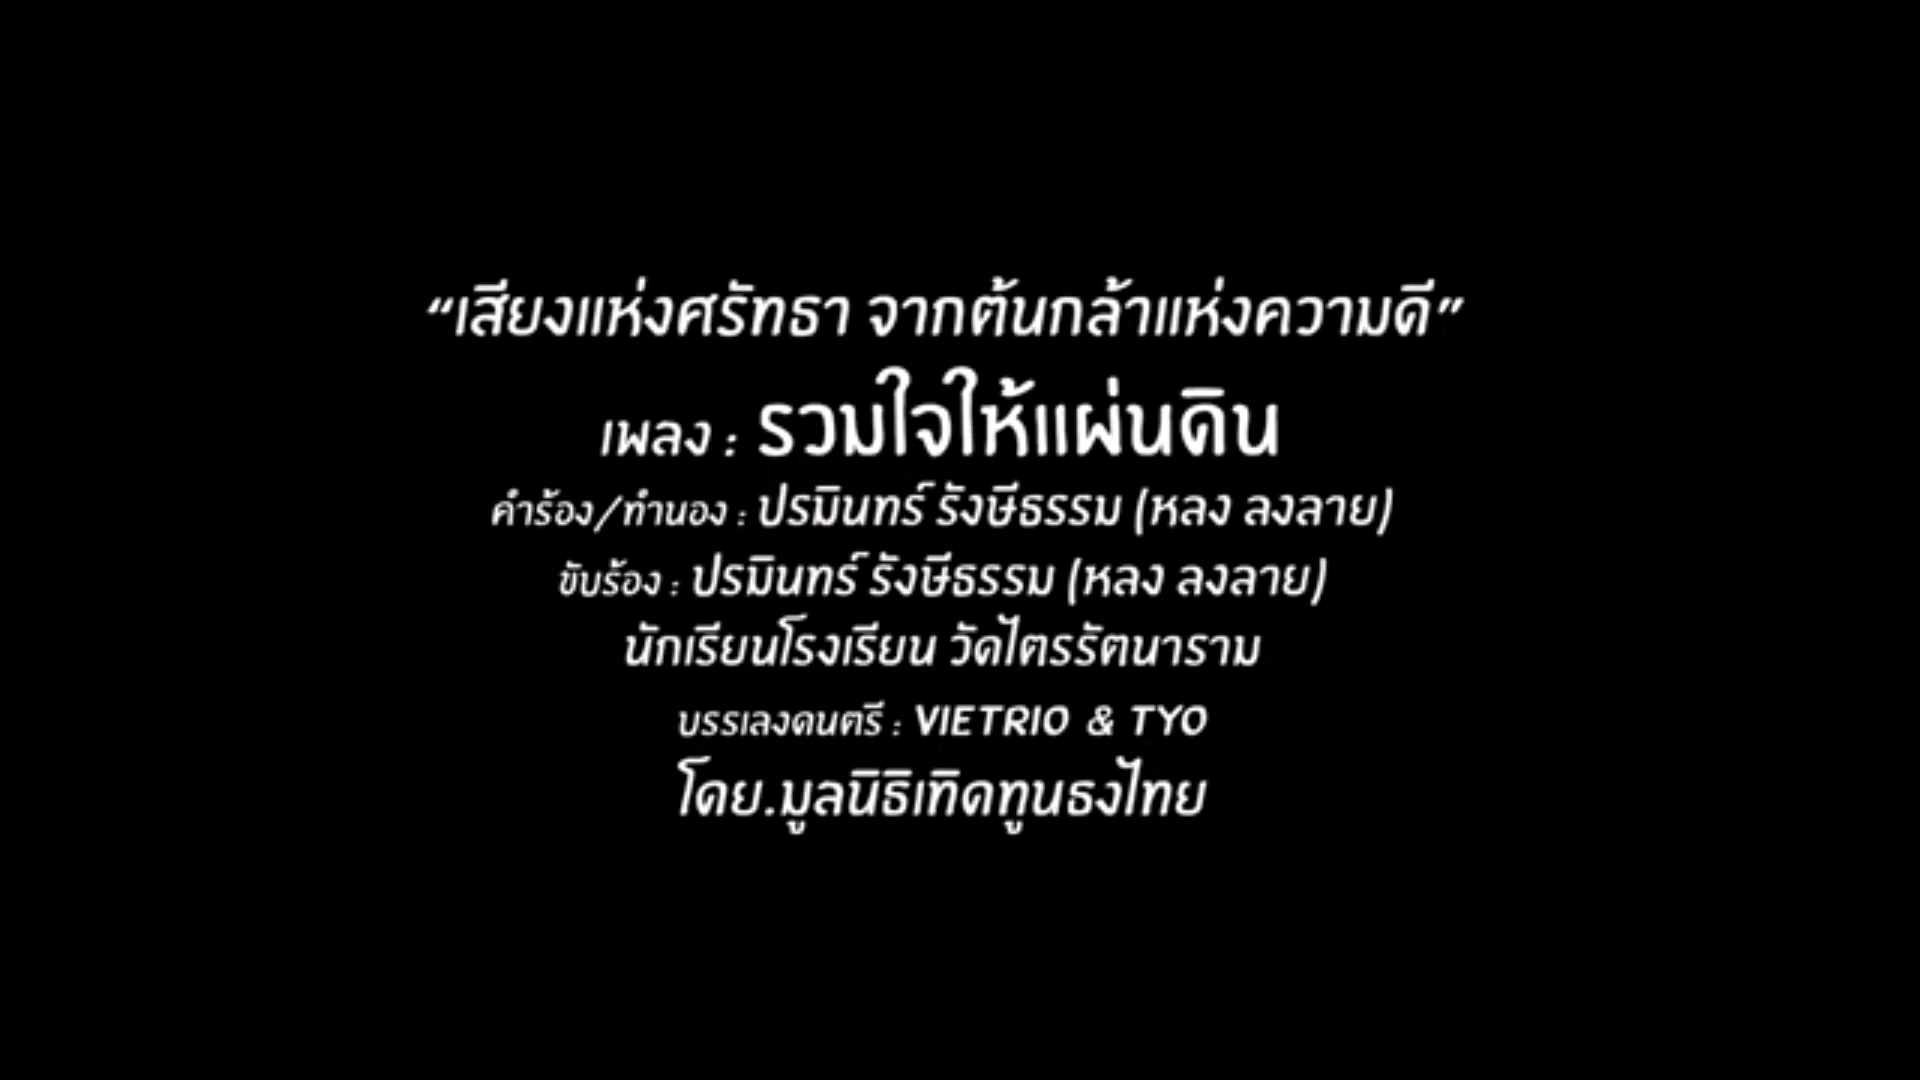 “เสียงแห่งศรัทธา จากต้นกล้าแห่งความดี”
เพลง : รวมใจให้แผ่นดิน
คำร้อง/ทำนอง : ปรมินทร์ รังษีธรรม (หลง ลงลาย)
ขับร้อง : ปรมินทร์ รังษีธรรม (หลง ลงลาย)
นักเรียนโรงเรียน วัดไตรรัตนาราม
บรรเลงดนตรี : VIETRIO & TYO
โดย.มูลนิธิเทิดทูนธงไทย